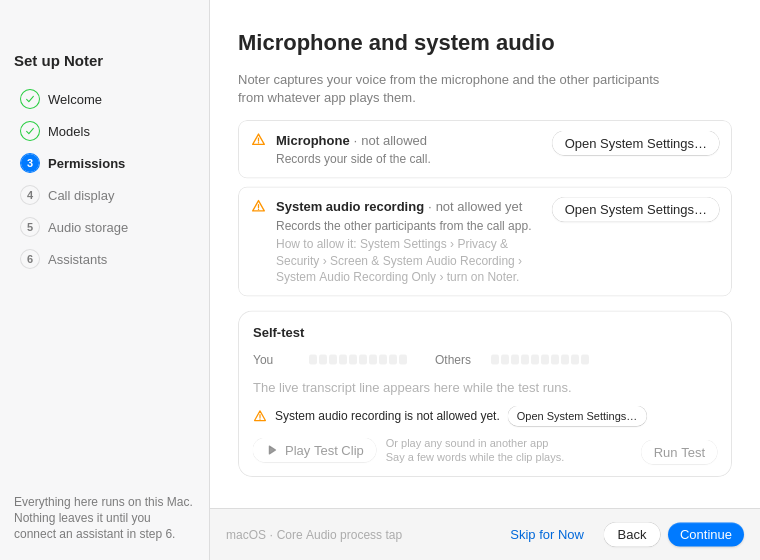 Set up Noter
Welcome
Models
3 Permissions
4 Call display
5 Audio storage
6 Assistants
Everything here runs on this Mac.
Nothing leaves it until you
connect an assistant in step 6.
Microphone and system audio
Noter captures your voice from the microphone and the other participants
from whatever app plays them.
Microphone · not allowed
Records your side of the call.
Open System Settings…
System audio recording · not allowed yet
Records the other participants from the call app.
How to allow it: System Settings › Privacy &
Security › Screen & System Audio Recording ›
System Audio Recording Only › turn on Noter.
Open System Settings…
Self-test
You Others
The live transcript line appears here while the test runs.
System audio recording is not allowed yet. Open System Settings…
Play Test Clip
Or play any sound in another app
Say a few words while the clip plays.
Run Test
macOS · Core Audio process tap
Skip for Now Back Continue